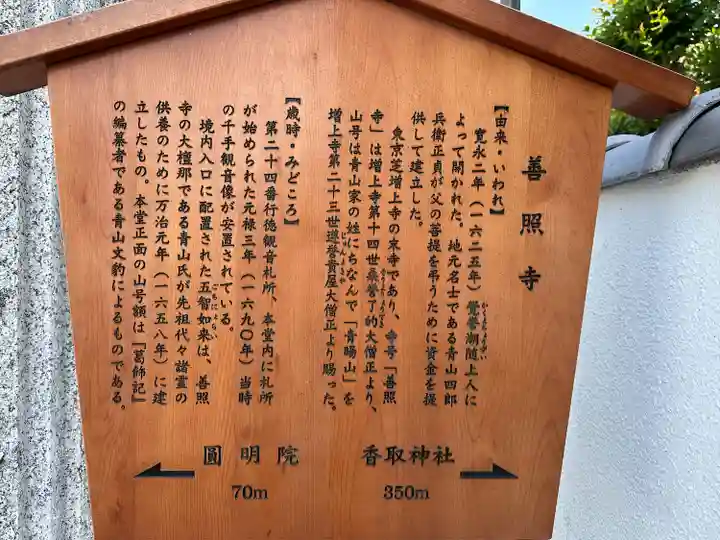 善照寺
【由来・いわれ】
寛永二年(一六二五年)覺誉潮随上人に
よって開かれた。地元名士である青山四郎
兵衛正貞が父の菩提を弔うために資金を提
供して建立した。
東京芝増上寺の末寺であり、寺号「善照
寺」は増上寺第十四世桑誉了的大僧正より、
山号は青山家の姓にちなんで「青暘山」を
増上寺第二十三世遵誉貴屋大僧正より賜った。
【歳時・みどころ】
第二十四番行徳観音札所、本堂内に札所
が始められた元禄三年(一六九〇年)当時
の千手観音像が安置されている。
境内入口に配置された五智如来は、善照
寺の大檀那である青山氏が先祖代々諸霊の
供養のために万治元年(一六五八年)に建
立したもの。本堂正面の山号額は『葛飾記』
の編纂者である青山文豹によるものである。
圓明院
70m
香取神社
350m